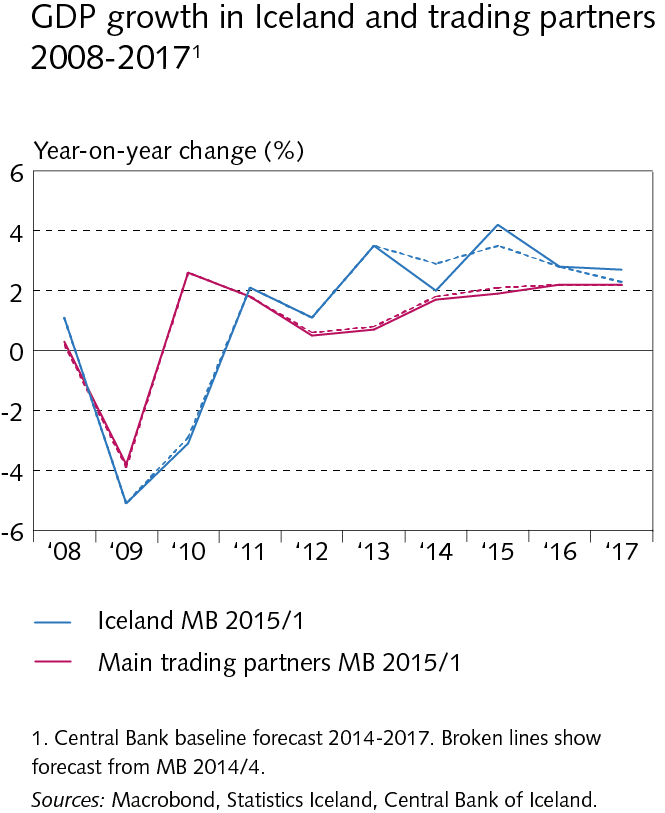 GDP growth in Iceland and trading partners
2008-2017¹
Year-on-year change (%)
6
4
2
0
-2
-4
-6
‘08 ‘09 ‘10 ‘11 ‘12 ‘13 ‘14 ‘15 ‘16 ‘17
Iceland MB 2015/1
Main trading partners MB 2015/1
1. Central Bank baseline forecast 2014-2017. Broken lines show
forecast from MB 2014/4.
Sources: Macrobond, Statistics Iceland, Central Bank of Iceland.